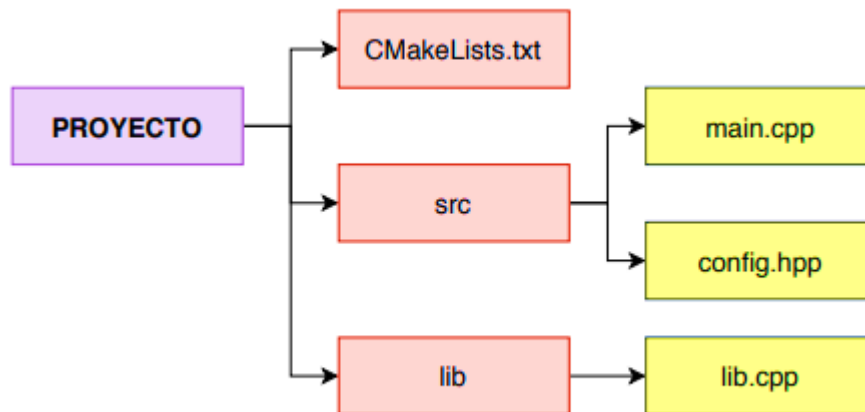 CMakeLists.txt
PROYECTO
main.cpp
src
config.hpp
lib
lib.cpp